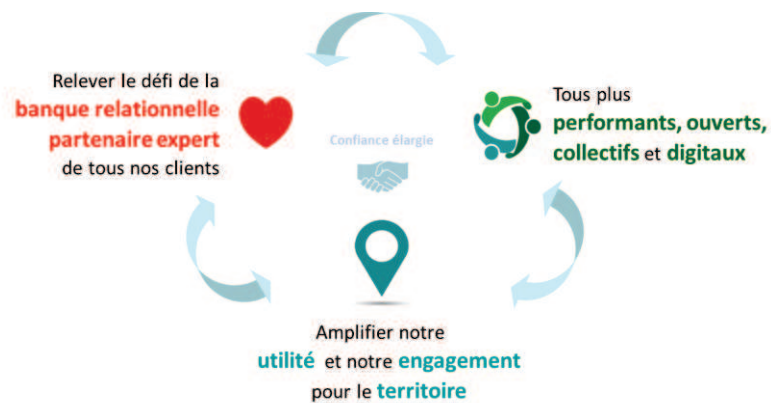 Relever le défi de la
banque relationnelle
partenaire expert
de tous nos clients
Confiance élargie
Tous plus
performants, ouverts,
collectifs et digitaux
Amplifier notre
utilité et notre engagement
pour le territoire